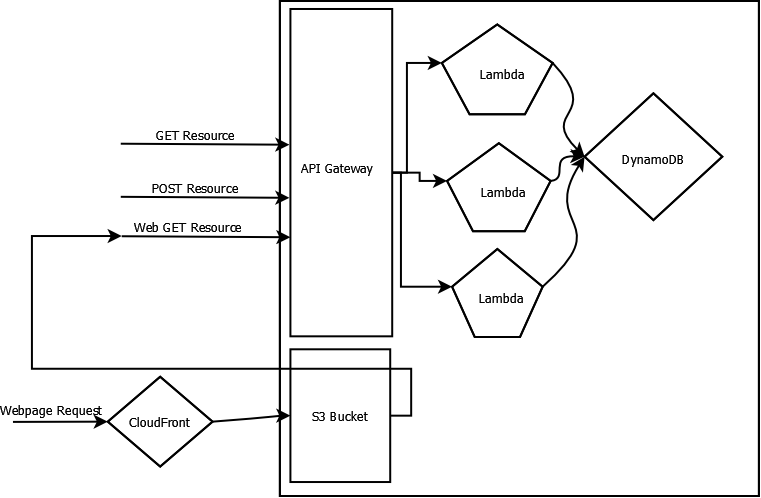 Lambda
GET Resource
API Gateway
DynamoDB
POST Resource
Lambda
Web GET Resource
Lambda
Webpage Request
CloudFront
S3 Bucket